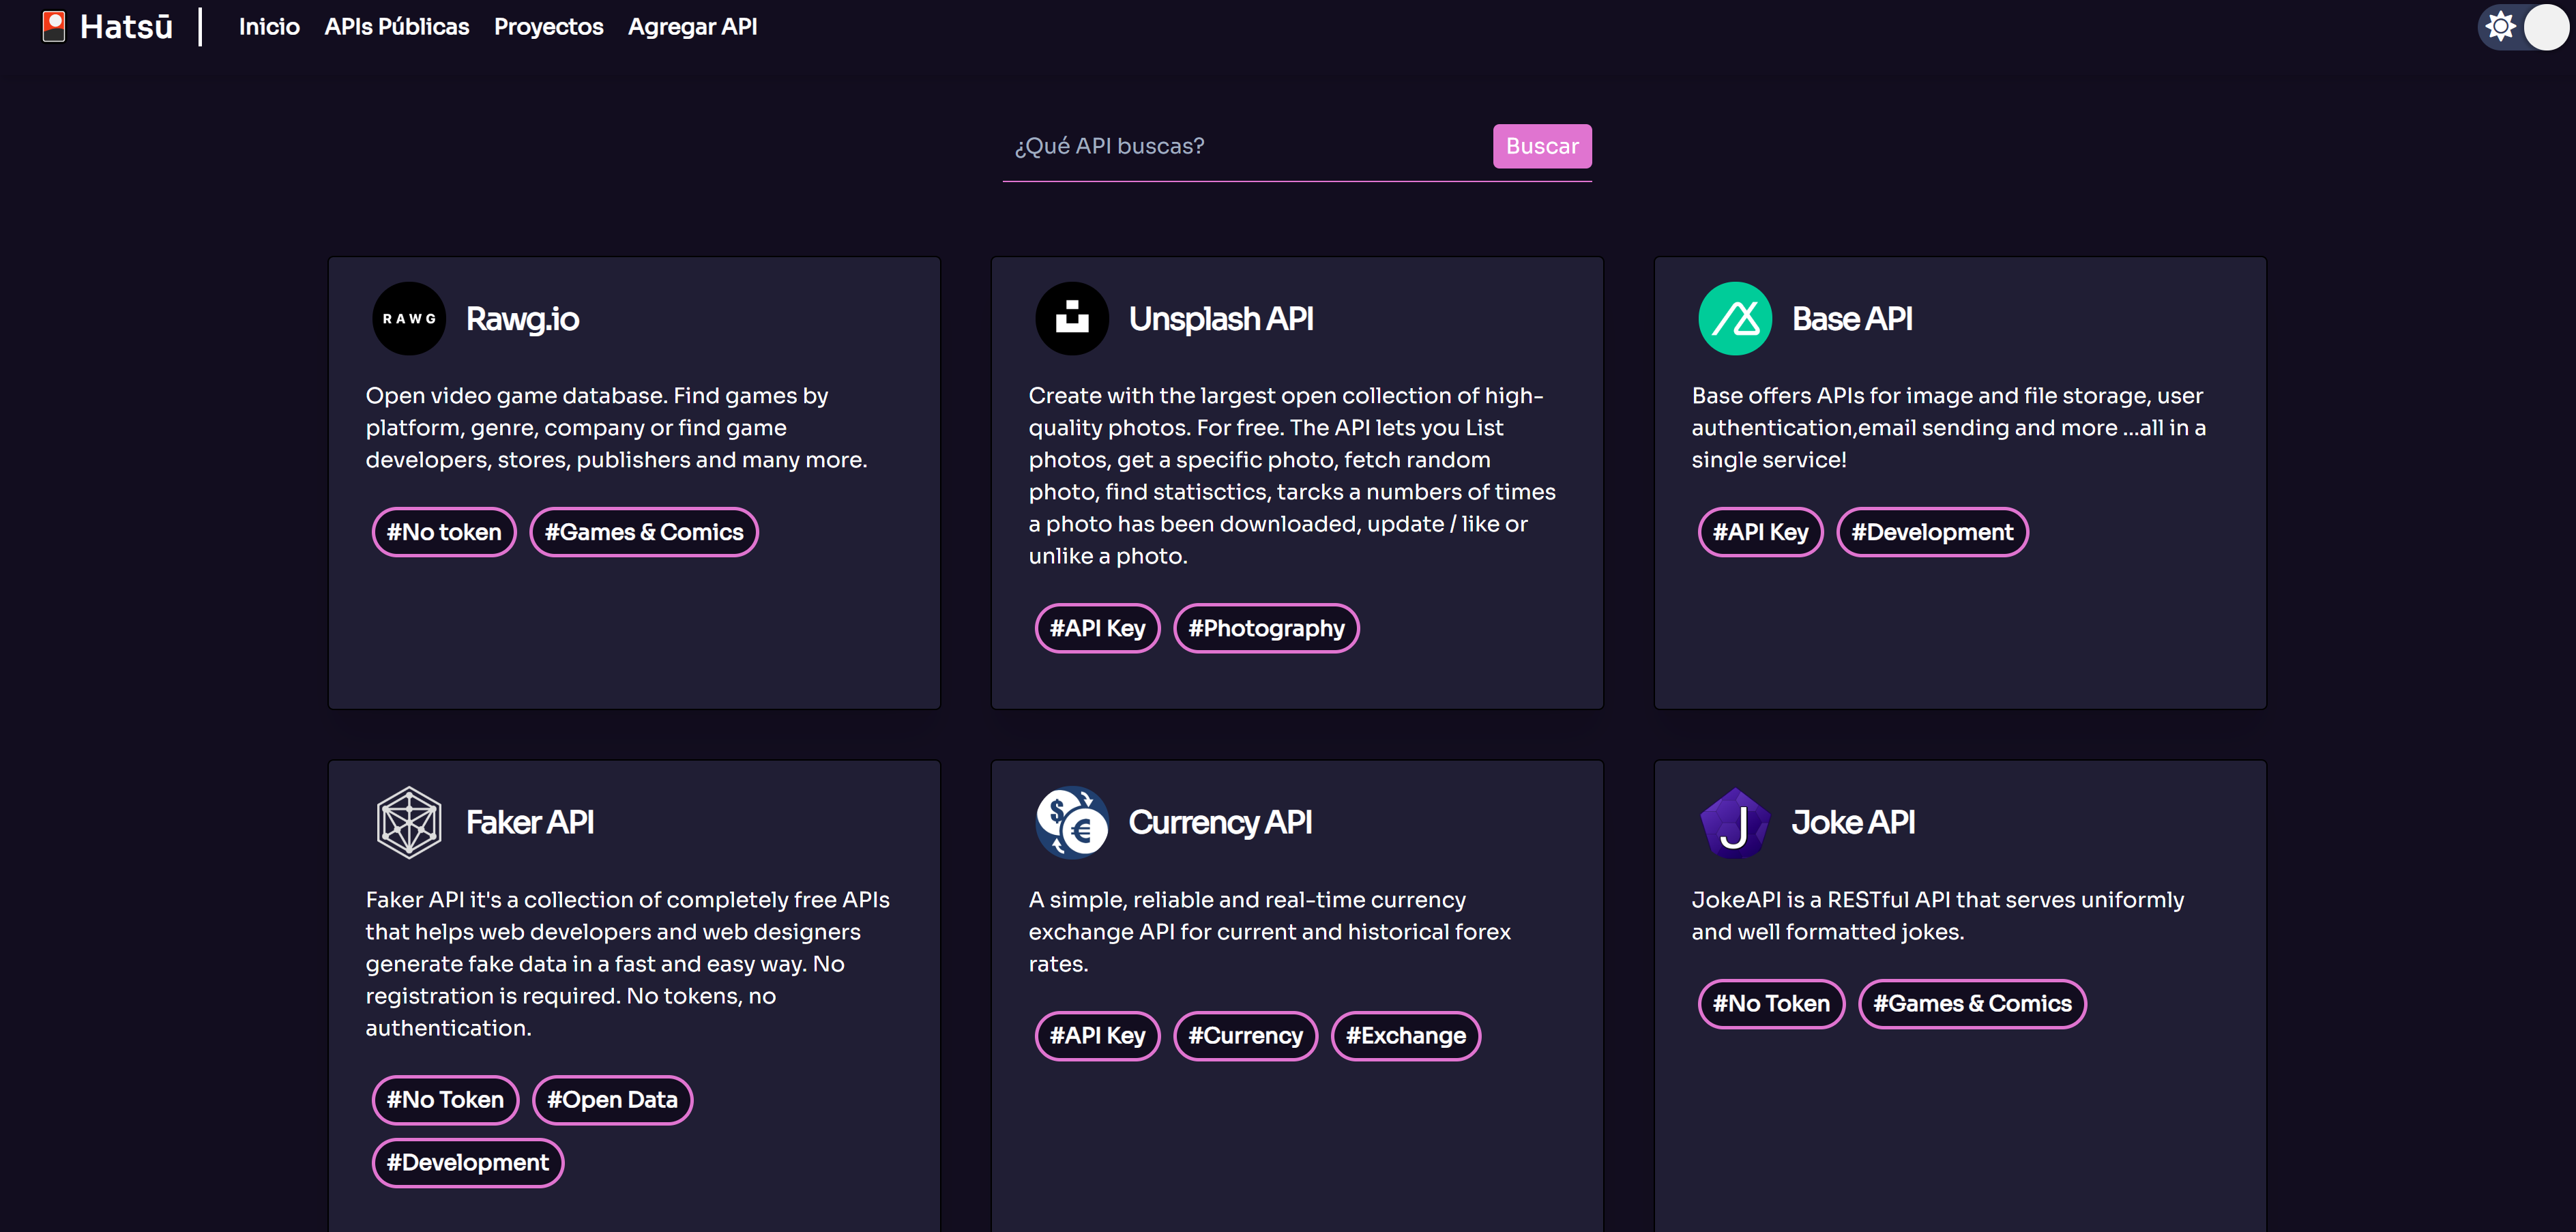 Hatsū
Inicio
APIs Públicas
Proyectos
Agregar API
¿Qué API buscas?
Buscar
RAWG
Rawg.io
Open video game database. Find games by
platform, genre, company or find game
developers, stores, publishers and many more.
#No token
#Games & Comics
Unsplash API
Create with the largest open collection of high-
quality photos. For free. The API lets you List
photos, get a specific photo, fetch random
photo, find statisctics, tarcks a numbers of times
a photo has been downloaded, update / like or
unlike a photo.
#API Key
#Photography
Base API
Base offers APIs for image and file storage, user
authentication,email sending and more ...all in a
single service!
#API Key
#Development
Faker API
Faker API it's a collection of completely free APIs
that helps web developers and web designers
generate fake data in a fast and easy way. No
registration is required. No tokens, no
authentication.
#No Token
#Open Data
#Development
$
€
Currency API
A simple, reliable and real-time currency
exchange API for current and historical forex
rates.
#API Key
#Currency
#Exchange
J
Joke API
JokeAPI is a RESTful API that serves uniformly
and well formatted jokes.
#No Token
#Games & Comics